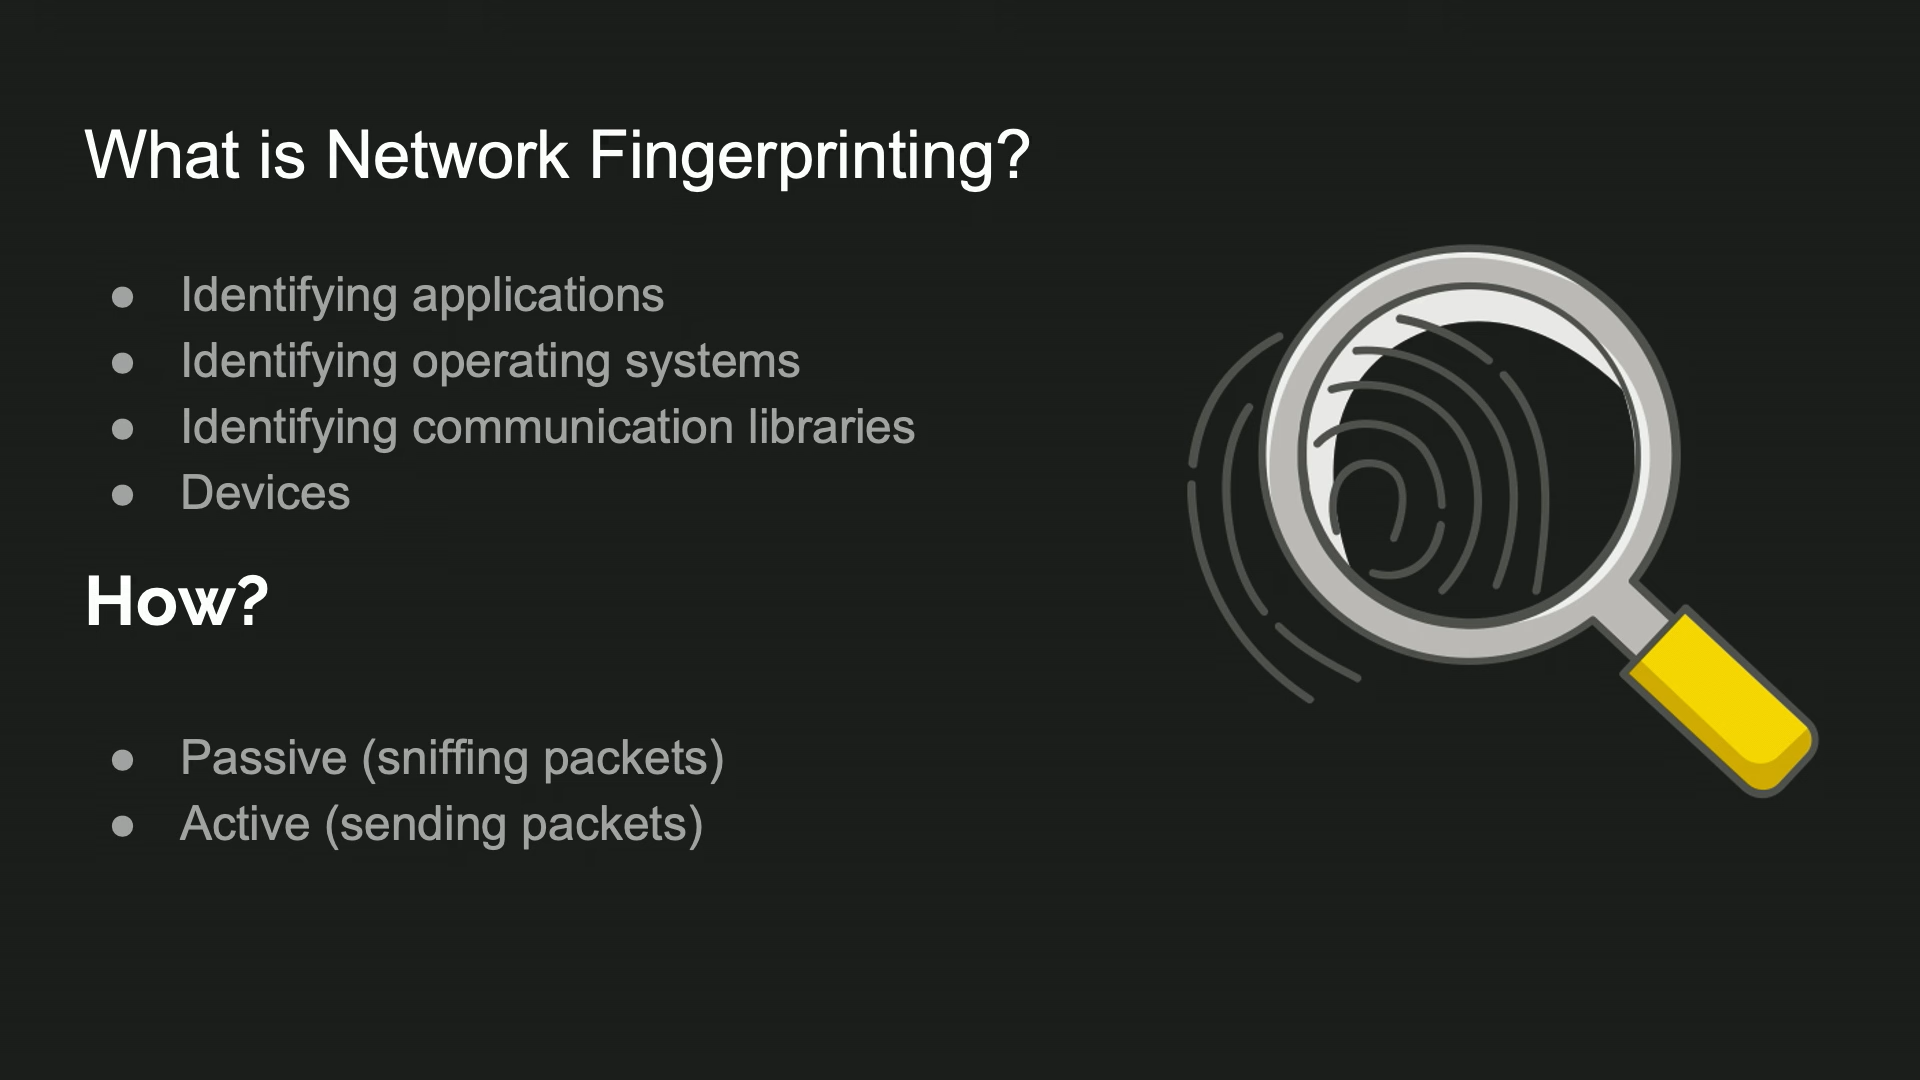 What is Network Fingerprinting?
● Identifying applications
● Identifying operating systems
● Identifying communication libraries
● Devices
How?
● Passive (sniffing packets)
● Active (sending packets)